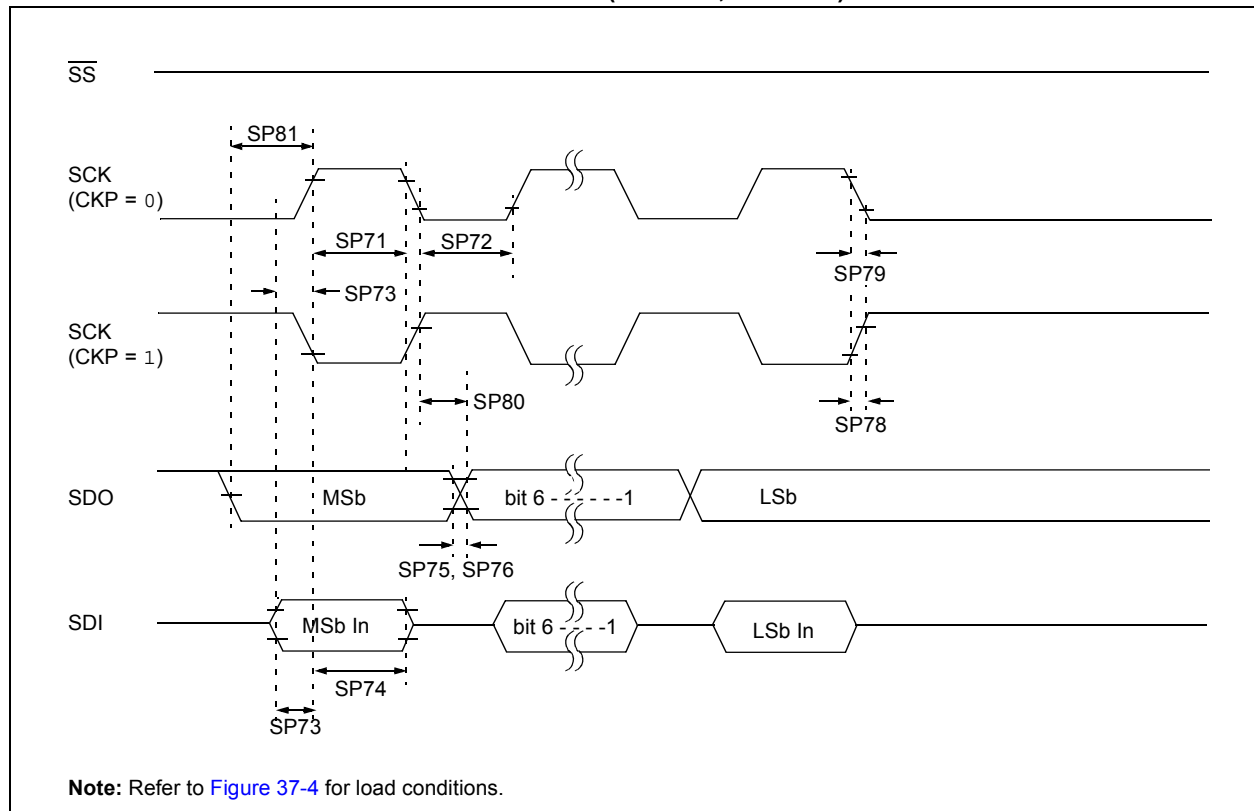 SS
SP81
SCK
(CKP = 0)
SP71
SP72
SP79
SP73
SCK
(CKP = 1)
SP80
SP78
SDO
MSb
bit 6 - - - - - - -1
LSb
SP75, SP76
SDI
MSb In
bit 6 - - - - -1
LSb In
SP74
SP73
Note: Refer to Figure 37-4 for load conditions.